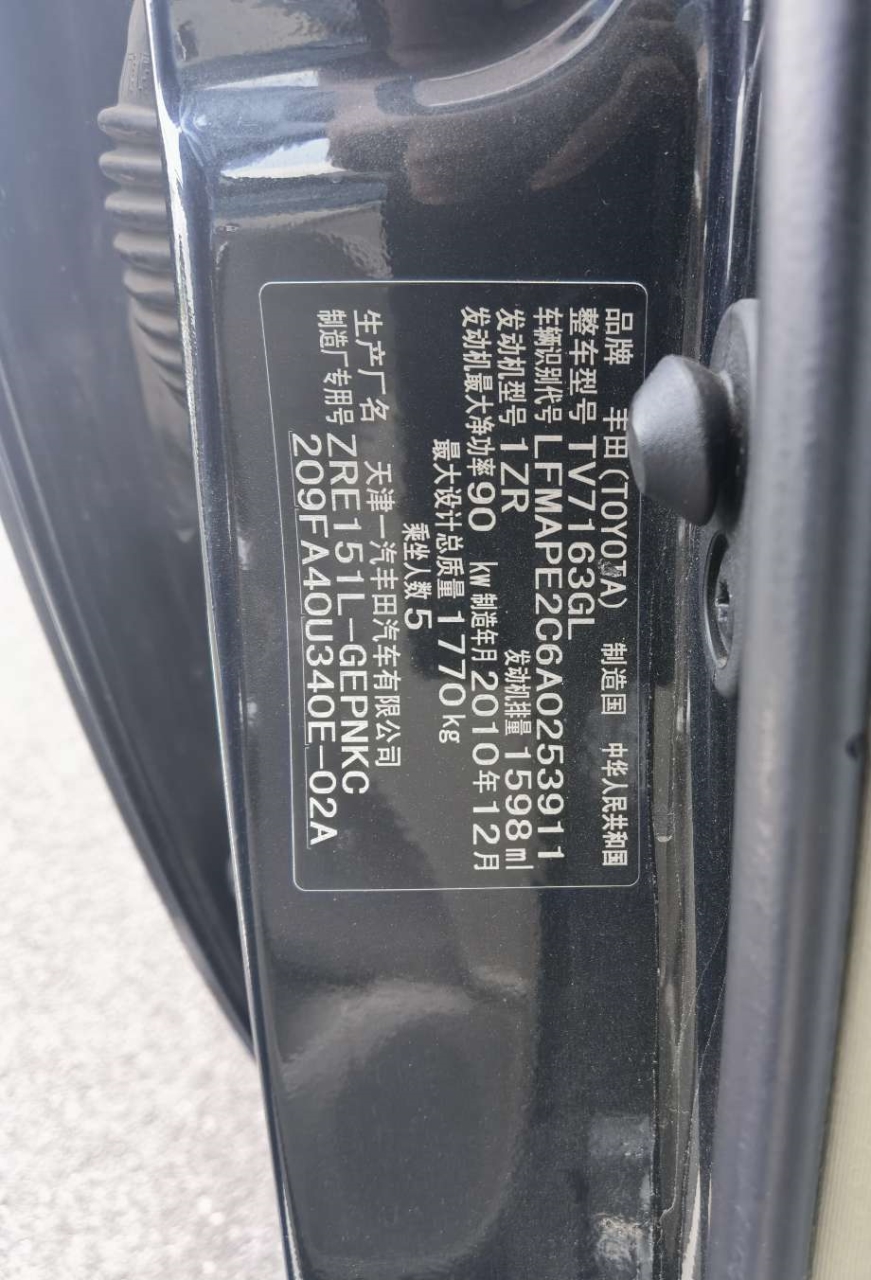 品牌 丰田(TOYOTA) 制造国 中华人民共和国
整车型号 TV7163GL
车辆识别代号 LFMAPE2C6A0253911
发动机型号 1ZR 发动机排量 1598ml
发动机最大净功率 90 kw 制造年月 2010年12月
最大设计总质量 1770kg
乘坐人数 5
生产厂名 天津一汽丰田汽车有限公司
制造厂专用号 ZRE151L-GEPNKC
209FA40U340E-02A